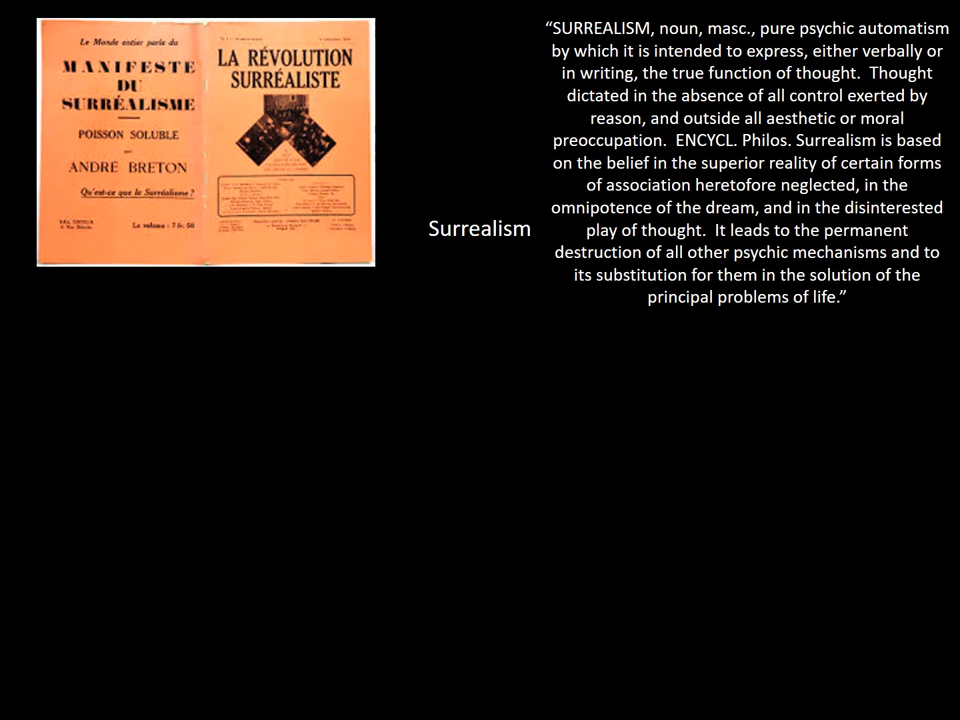 Le Monde entier parle du
MANIFESTE
DU
SURRÉALISME
POISSON SOLUBLE
par
ANDRÉ BRETON
Qu'est-ce que le Surréalisme ?
Le volume : 7 fr. 50
LA RÉVOLUTION
SURRÉALISTE
Surrealism
“SURREALISM, noun, masc., pure psychic automatism
by which it is intended to express, either verbally or
in writing, the true function of thought.  Thought
dictated in the absence of all control exerted by
reason, and outside all aesthetic or moral
preoccupation.  ENCYCL. Philos. Surrealism is based
on the belief in the superior reality of certain forms
of association heretofore neglected, in the
omnipotence of the dream, and in the disinterested
play of thought.  It leads to the permanent
destruction of all other psychic mechanisms and to
its substitution for them in the solution of the
principal problems of life.”